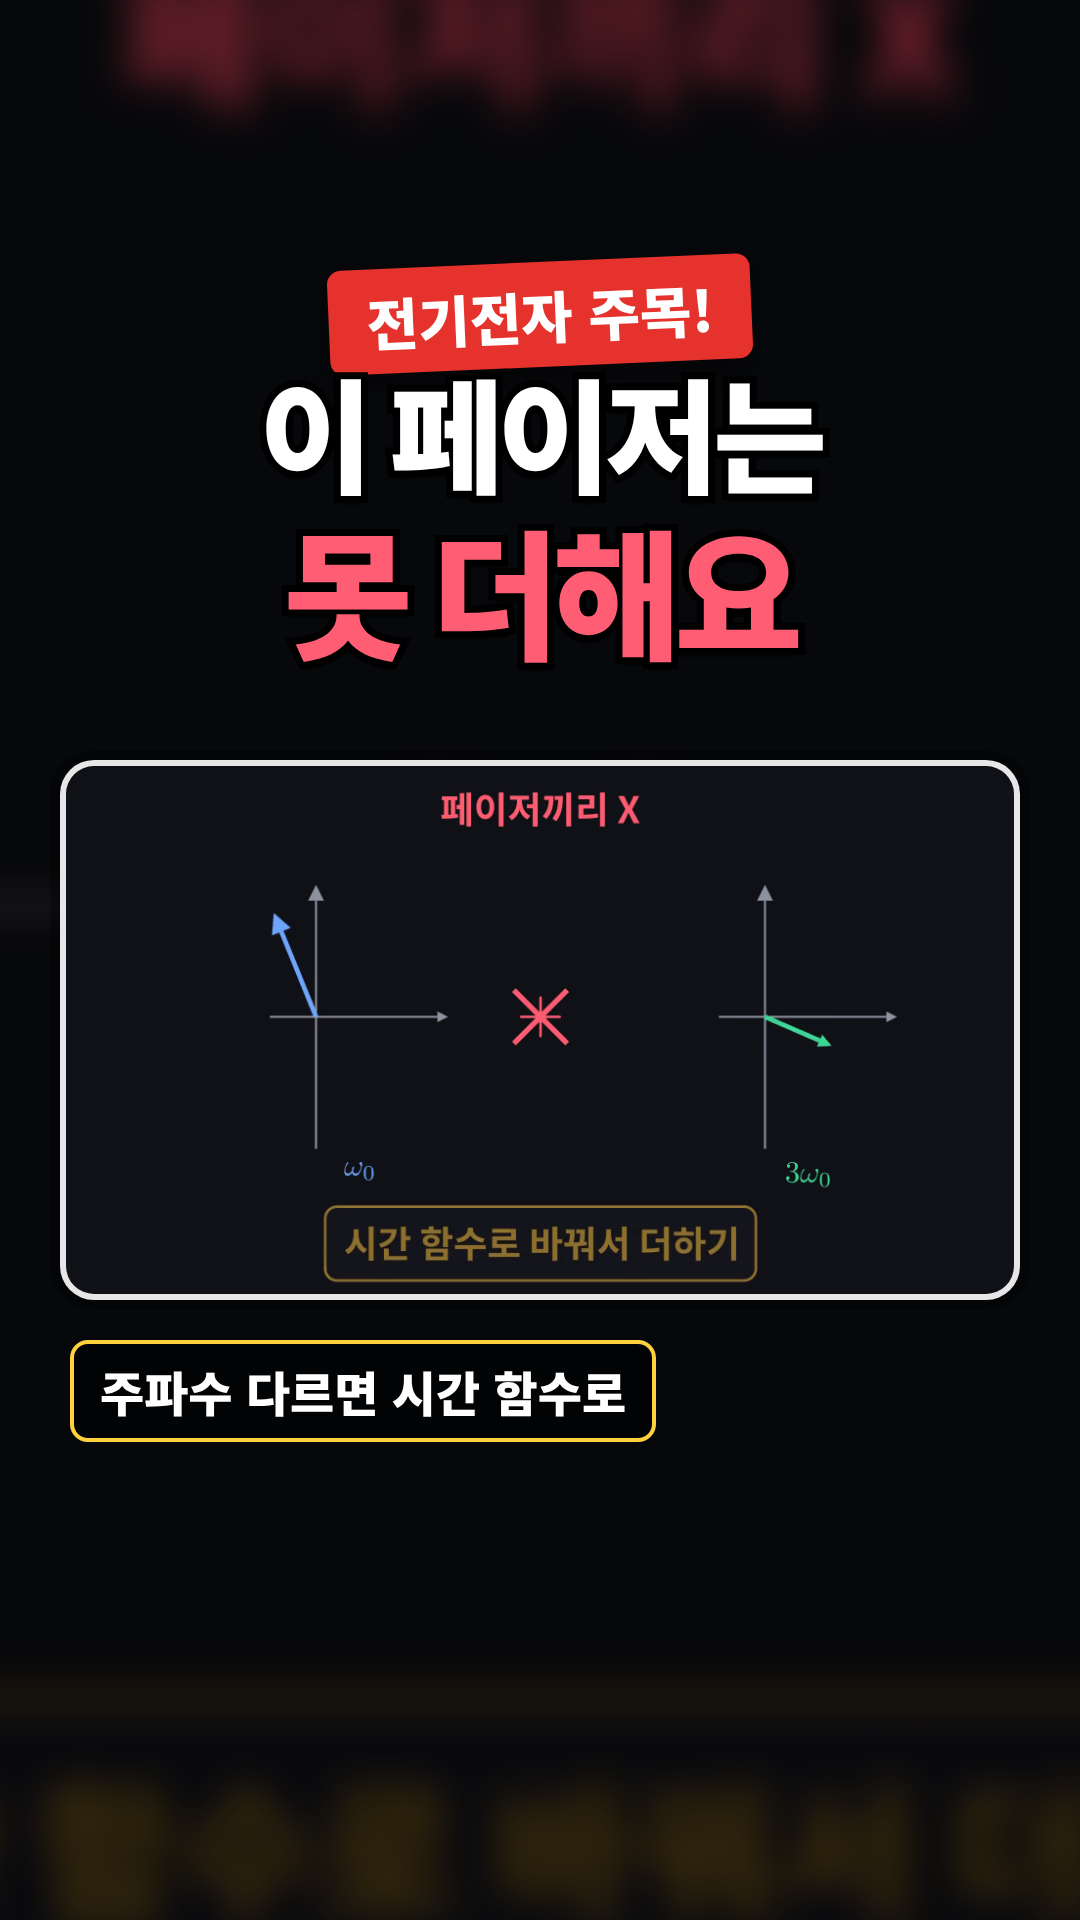 전기전자 주목!
이 페이저는
못 더해요
페이저끼리 X
ω₀
3ω₀
시간 함수로 바꿔서 더하기
주파수 다르면 시간 함수로